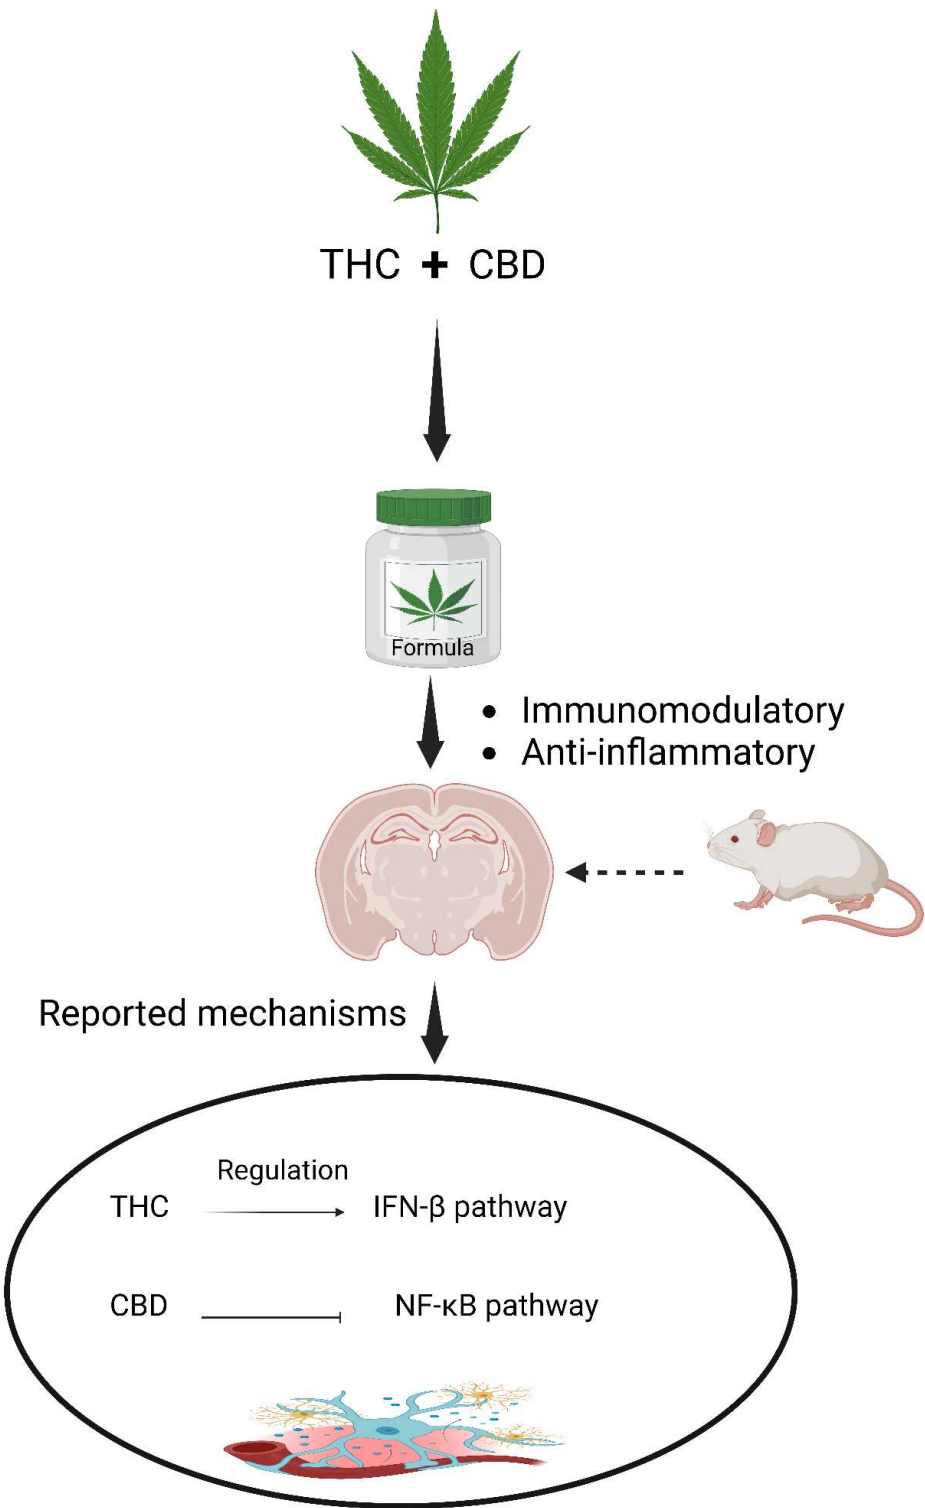 THC + CBD
Formula
• Immunomodulatory
• Anti-inflammatory
Reported mechanisms
Regulation
THC IFN-β pathway
CBD NF-κB pathway